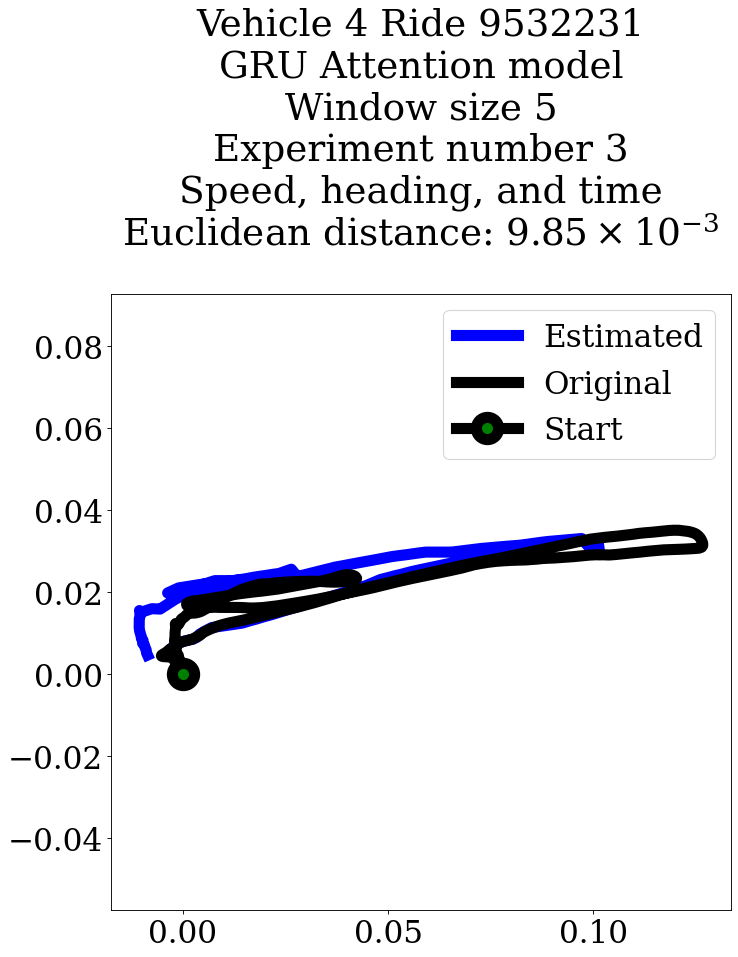 Vehicle 4 Ride 9532231
GRU Attention model
Window size 5
Experiment number 3
Speed, heading, and time
Euclidean distance: 9.85 × 10⁻³
Estimated
Original
Start
0.08
0.06
0.04
0.02
0.00
−0.02
−0.04
0.00 0.05 0.10